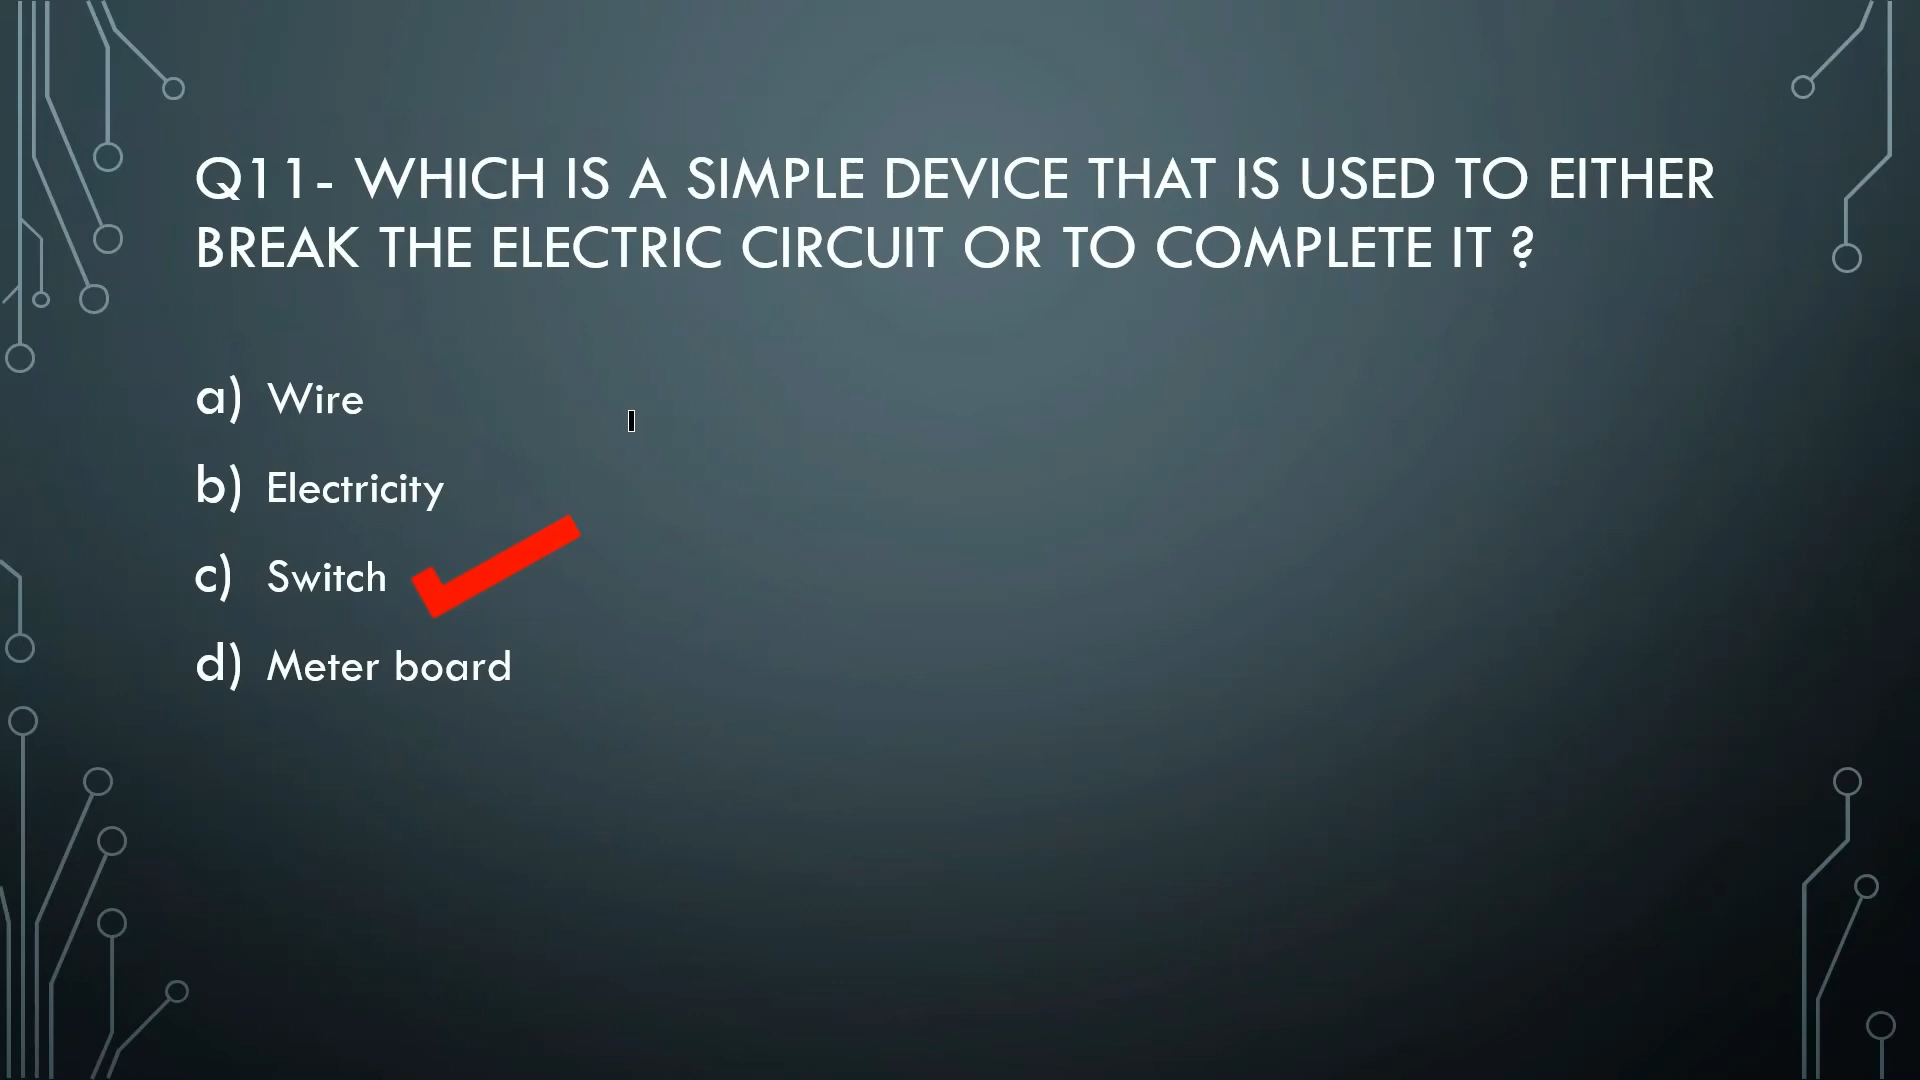 Q11- WHICH IS A SIMPLE DEVICE THAT IS USED TO EITHER
BREAK THE ELECTRIC CIRCUIT OR TO COMPLETE IT ?
a) Wire
b) Electricity
c) Switch
d) Meter board